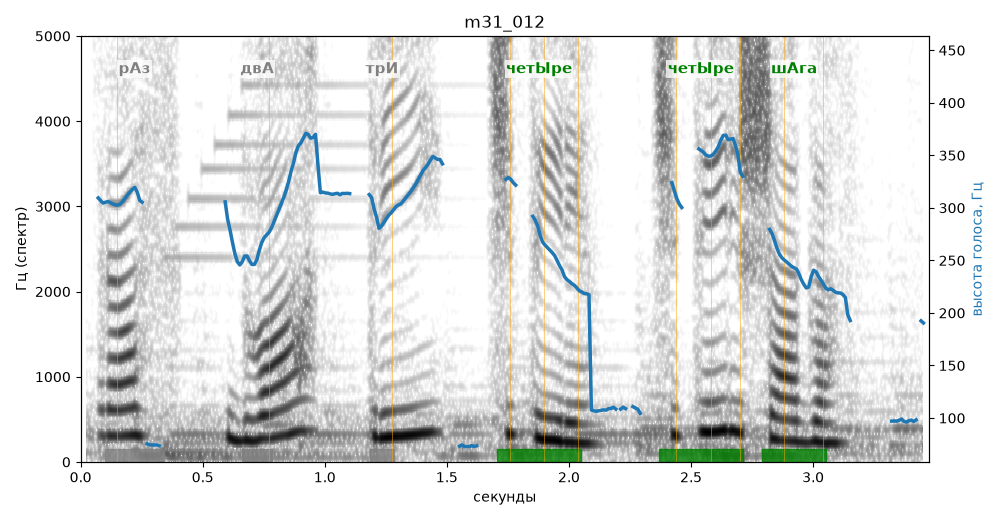 m31_012
5000
4000
3000
2000
1000
0
Гц (спектр)
рАз
двА
трИ
четЫре
четЫре
шАга
450
400
350
300
250
200
150
100
высота голоса, Гц
0.0 0.5 1.0 1.5 2.0 2.5 3.0
секунды